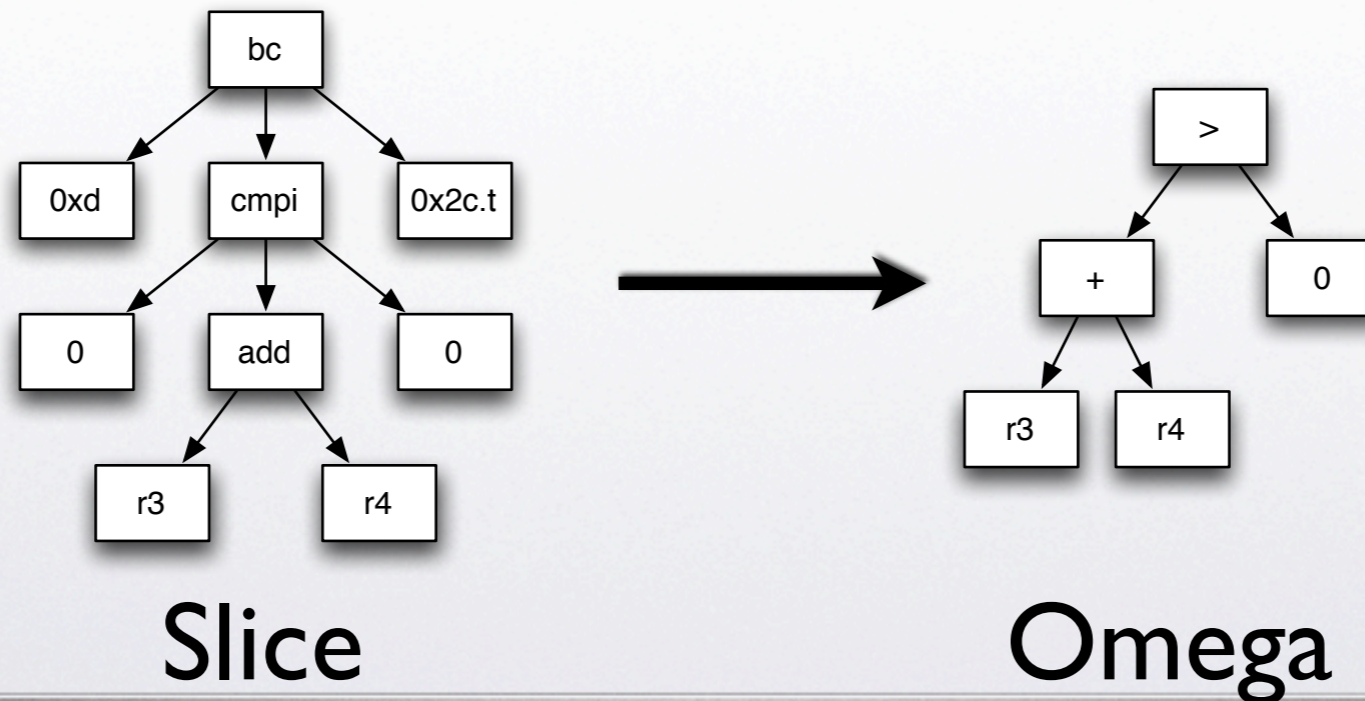 bc
>
0xd cmpi 0x2c.t
+ 0
0 add 0
r3 r4
r3 r4
Slice Omega